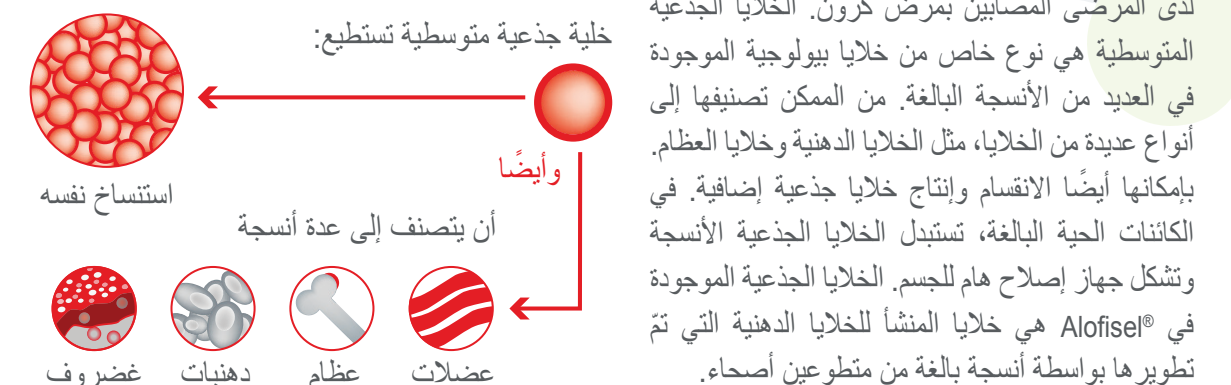 لدى المرضى المصابين بمرض كرون. الخلايا الجذعية
المتوسطية هي نوع خاص من خلايا بيولوجية الموجودة
في العديد من الأنسجة البالغة. من الممكن تصنيفها إلى
أنواع عديدة من الخلايا، مثل الخلايا الدهنية وخلايا العظام.
بإمكانها أيضًا الانقسام وإنتاج خلايا جذعية إضافية. في
الكائنات الحية البالغة، تستبدل الخلايا الجذعية الأنسجة
وتشكل جهاز إصلاح هام للجسم. الخلايا الجذعية الموجودة
في Alofisel® هي خلايا المنشأ للخلايا الدهنية التي تمّ
تطويرها بواسطة أنسجة بالغة من متطوعين أصحاء.
خلية جذعية متوسطية تستطيع:
استنساخ نفسه
وأيضًا
أن يتصنف إلى عدة أنسجة
عضلات
عظام
دهنيات
غضروف